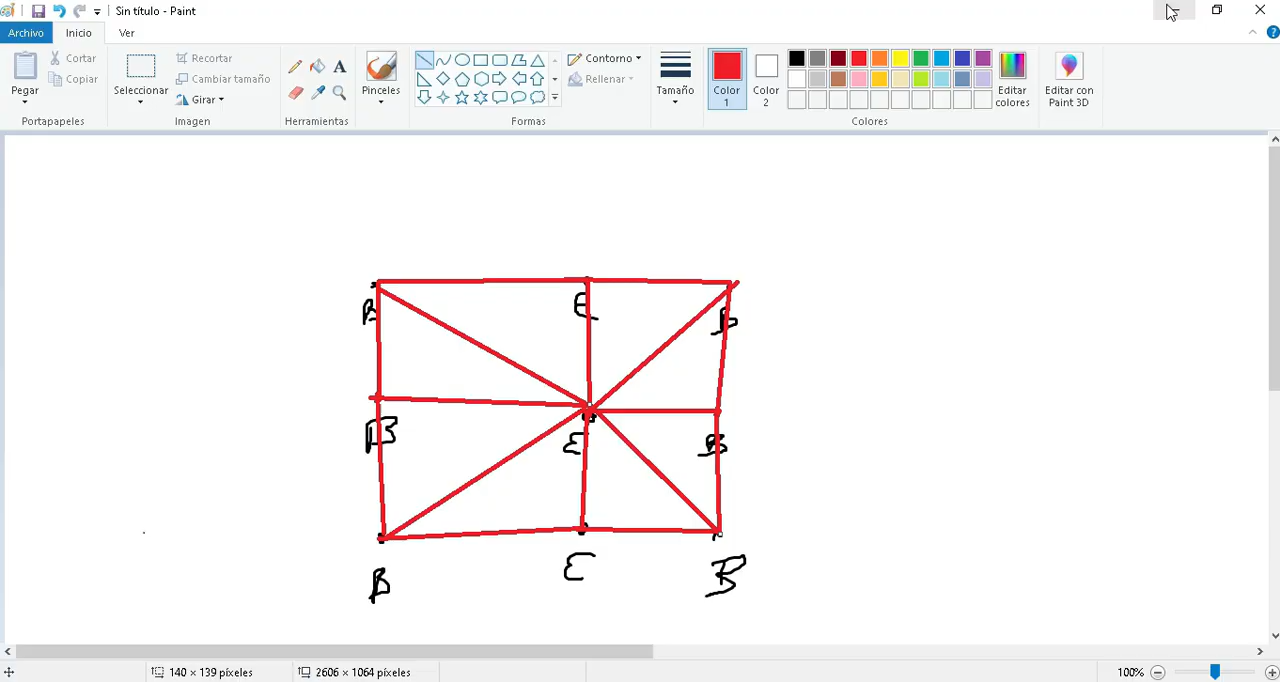 Sin título - Paint
Archivo Inicio Ver
Pegar
Cortar
Copiar
Portapapeles
Seleccionar
Recortar
Cambiar tamaño
Girar
Imagen
A
Herramientas
Pinceles
Contorno
Rellenar
Formas
Tamaño
Color 1
Color 2
Editar colores
Colores
Editar con Paint 3D
B E B
B E B
B E B
140 × 139 píxeles 2606 × 1064 píxeles 100%